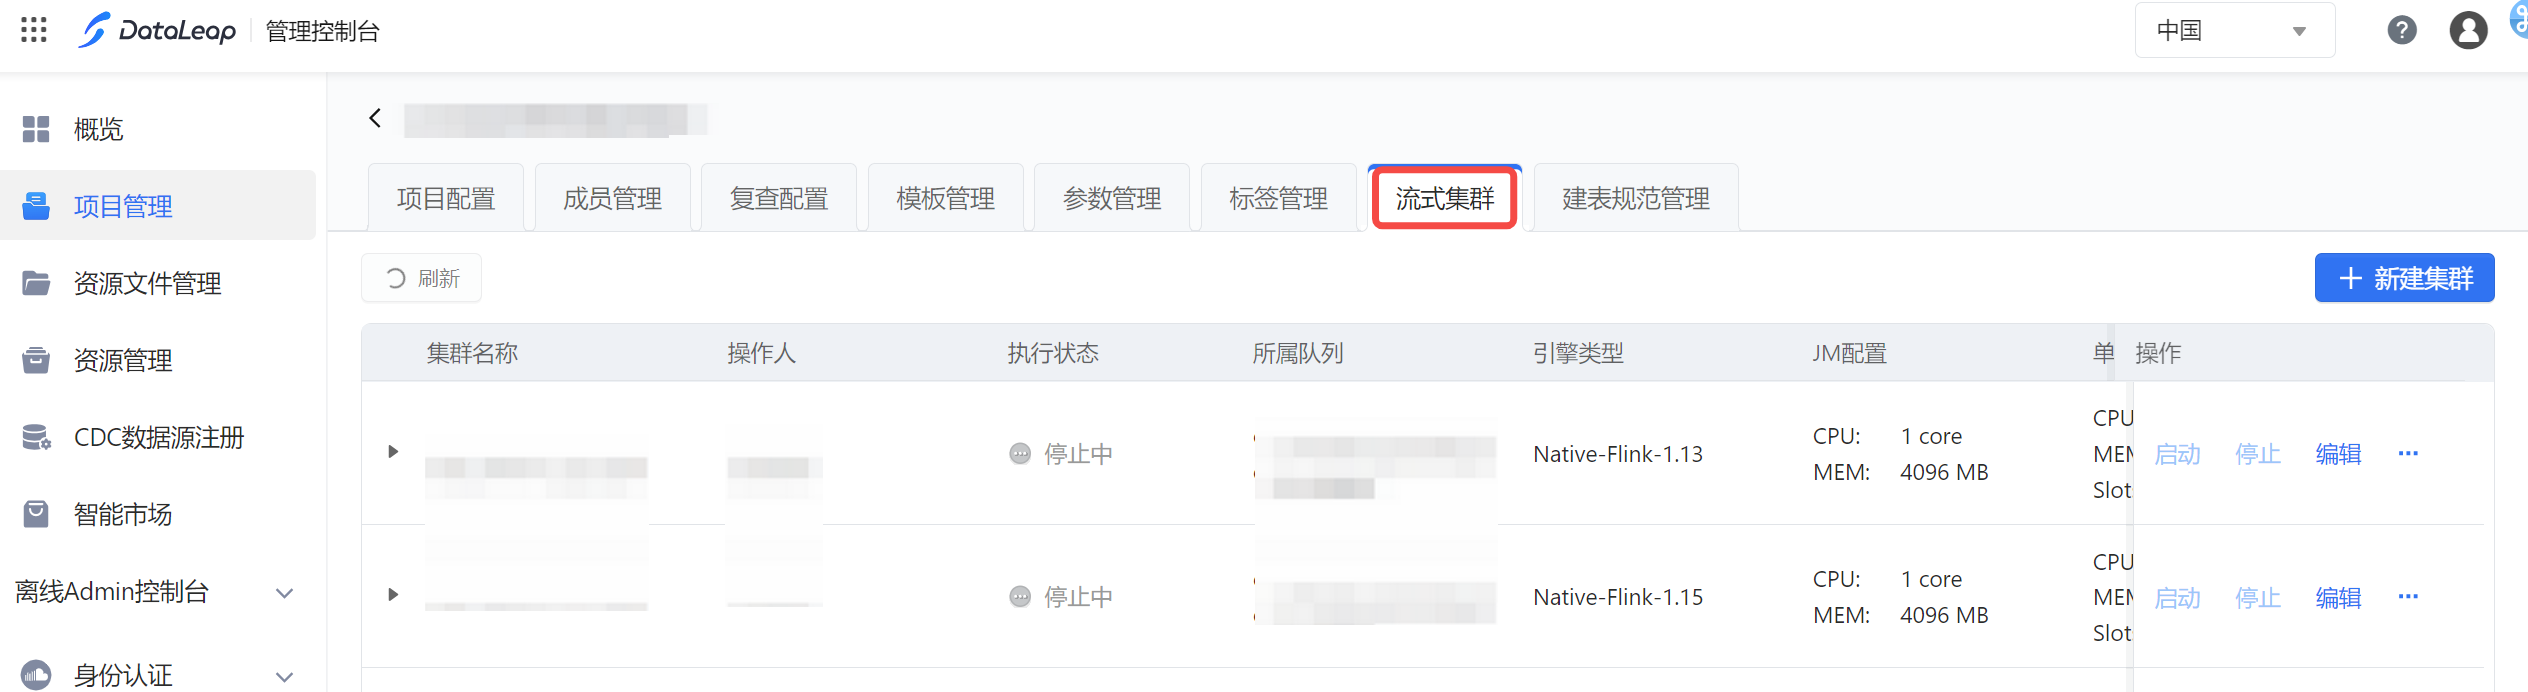 DataLeap 管理控制台 中国
概览
项目管理
资源文件管理
资源管理
CDC数据源注册
智能市场
离线Admin控制台
身份认证
项目配置 成员管理 复查配置 模板管理 参数管理 标签管理 流式集群 建表规范管理
刷新 新建集群
集群名称 操作人 执行状态 所属队列 引擎类型 JM配置 单 操作
停止中 Native-Flink-1.13 CPU: 1 core MEM: 4096 MB CPU MEM Slot 启动 停止 编辑 ···
停止中 Native-Flink-1.15 CPU: 1 core MEM: 4096 MB CPU MEM Slot 启动 停止 编辑 ···